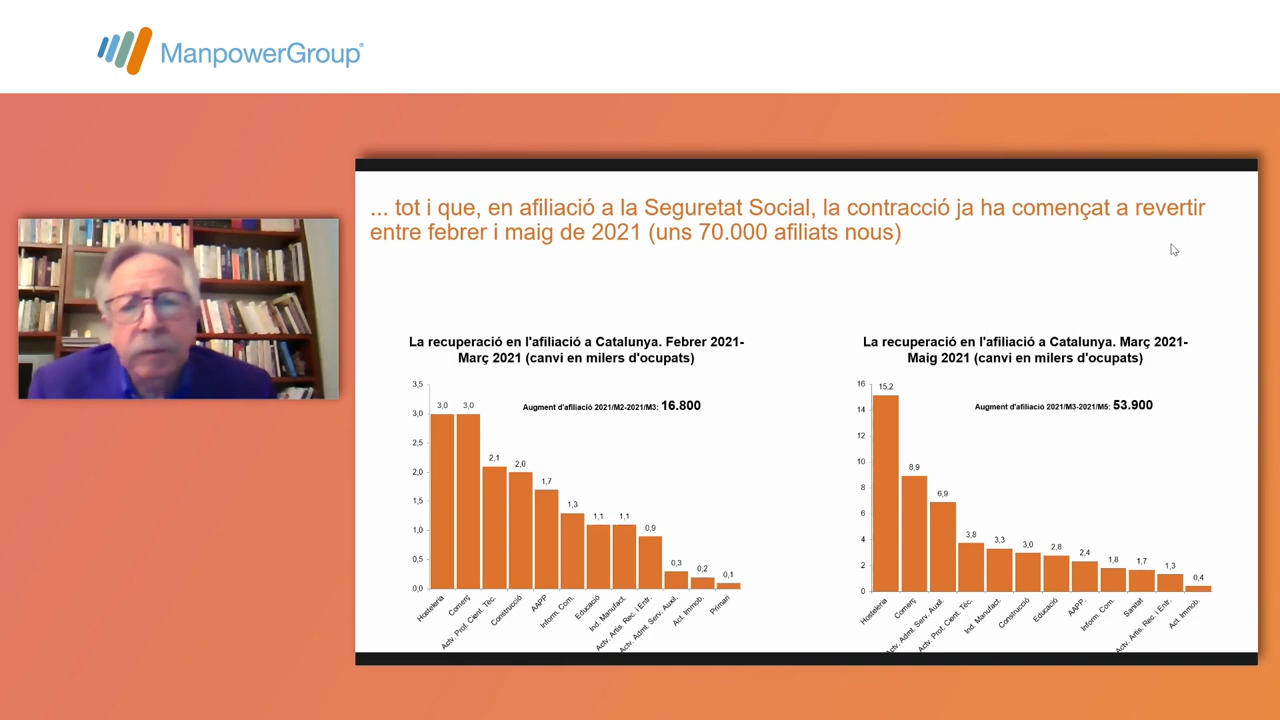 ManpowerGroup
... tot i que, en afiliació a la Seguretat Social, la contracció ja ha començat a revertir
entre febrer i maig de 2021 (uns 70.000 afiliats nous)
La recuperació en l'afiliació a Catalunya. Febrer 2021-
Març 2021 (canvi en milers d'ocupats)
Augment d'afiliació 2021/M2-2021/M3: 16.800
3,5
3,0
2,5
2,0
1,5
1,0
0,5
0,0
3,0
3,0
2,1
2,0
1,7
1,3
1,1
1,1
0,9
0,3
0,2
0,1
Hosteleria
Comerç
Actv. Prof. Cient. Tèc.
Construcció
AAPP
Inform. Com.
Educació
Ind. Manufact.
Actv. Artis. Rec. i Entr.
Actv. Admt. Serv. Auxil.
Act. Immob.
Primari
La recuperació en l'afiliació a Catalunya. Març 2021-
Maig 2021 (canvi en milers d'ocupats)
Augment d'afiliació 2021/M3-2021/M5: 53.900
16
14
12
10
8
6
4
2
0
15,2
8,9
6,9
3,8
3,3
3,0
2,8
2,4
1,8
1,7
1,3
0,4
Hosteleria
Comerç
Actv. Admt. Serv. Auxil.
Actv. Prof. Cient. Tèc.
Ind. Manufact.
Construcció
Educació
AAPP
Inform. Com.
Sanitat
Actv. Artis. Rec. i Entr.
Act. Immob.